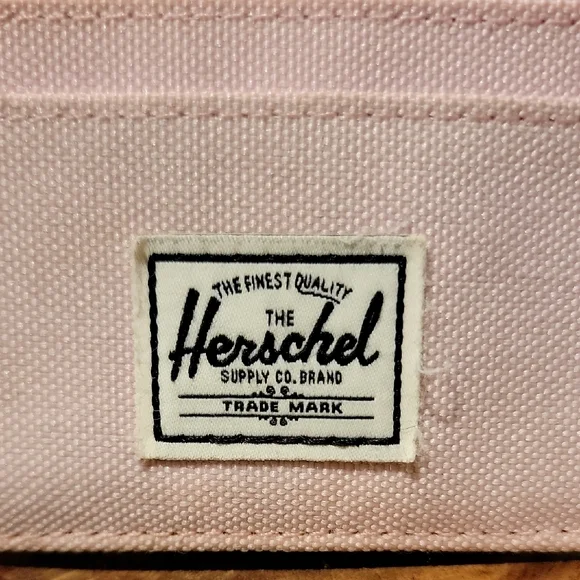 THE FINEST QUALITY
THE
Herschel
SUPPLY CO. BRAND
TRADE MARK